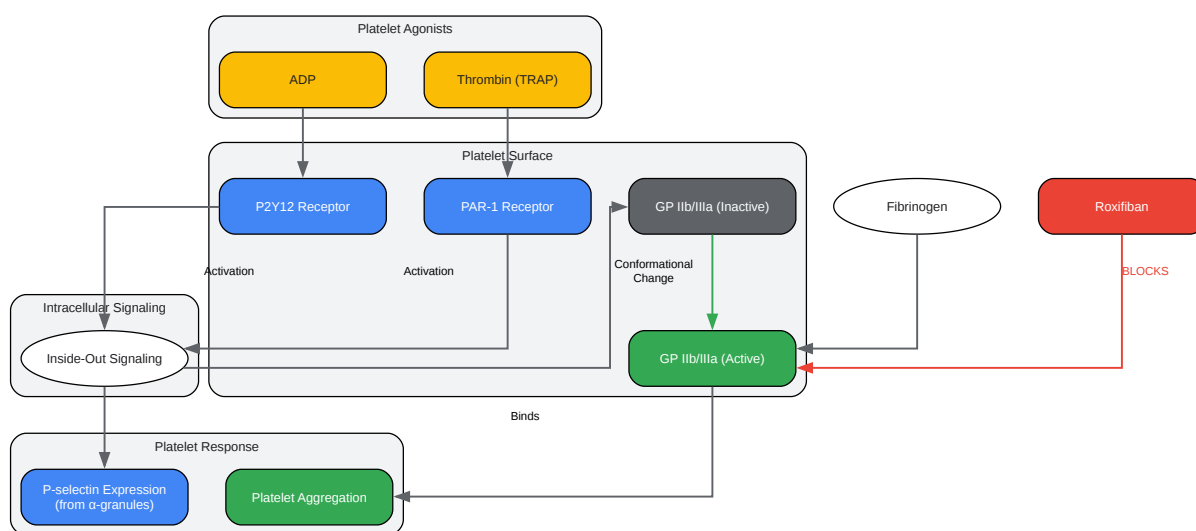 Platelet Agonists
ADP
Thrombin (TRAP)
Platelet Surface
P2Y12 Receptor
PAR-1 Receptor
GP IIb/IIIa (Inactive)
Fibrinogen
Roxifiban
Activation
Activation
Conformational
Change
BLOCKS
Intracellular Signaling
Inside-Out Signaling
GP IIb/IIIa (Active)
Binds
Platelet Response
P-selectin Expression
(from α-granules)
Platelet Aggregation